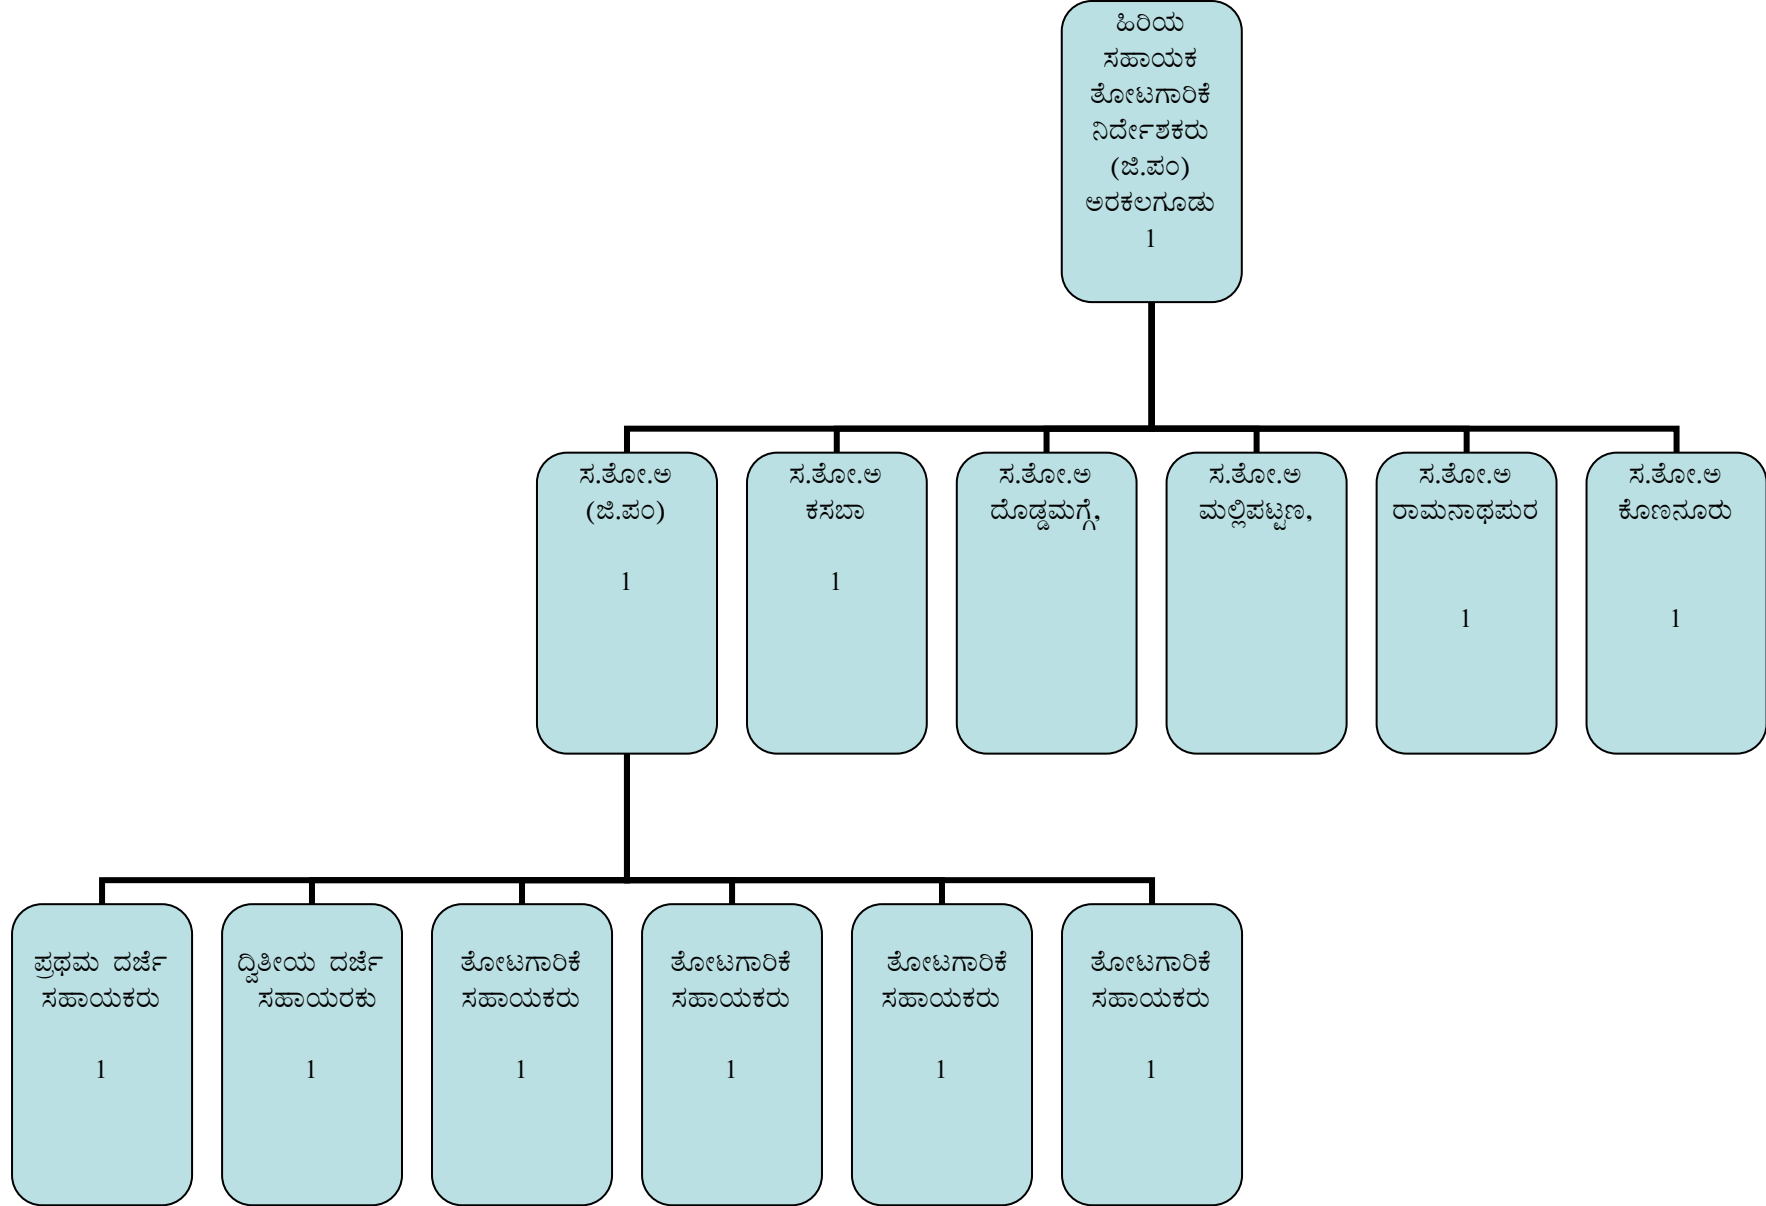 ಹಿರಿಯ
ಸಹಾಯಕ
ತೋಟಗಾರಿಕೆ
ನಿರ್ದೇಶಕರು
(ಜಿ.ಪಂ)
ಅರಕಲಗೂಡು
1
ಸ.ತೋ.ಅ
(ಜಿ.ಪಂ)
1
ಸ.ತೋ.ಅ
ಕಸಬಾ
1
ಸ.ತೋ.ಅ
ದೊಡ್ಡಮಗ್ಗೆ,
ಸ.ತೋ.ಅ
ಮಲ್ಲಿಪಟ್ಟಣ,
ಸ.ತೋ.ಅ
ರಾಮನಾಥಪುರ
1
ಸ.ತೋ.ಅ
ಕೊಣನೂರು
1
ಪ್ರಥಮ ದರ್ಜೆ
ಸಹಾಯಕರು
1
ದ್ವಿತೀಯ ದರ್ಜೆ
ಸಹಾಯರಕು
1
ತೋಟಗಾರಿಕೆ
ಸಹಾಯಕರು
1
ತೋಟಗಾರಿಕೆ
ಸಹಾಯಕರು
1
ತೋಟಗಾರಿಕೆ
ಸಹಾಯಕರು
1
ತೋಟಗಾರಿಕೆ
ಸಹಾಯಕರು
1